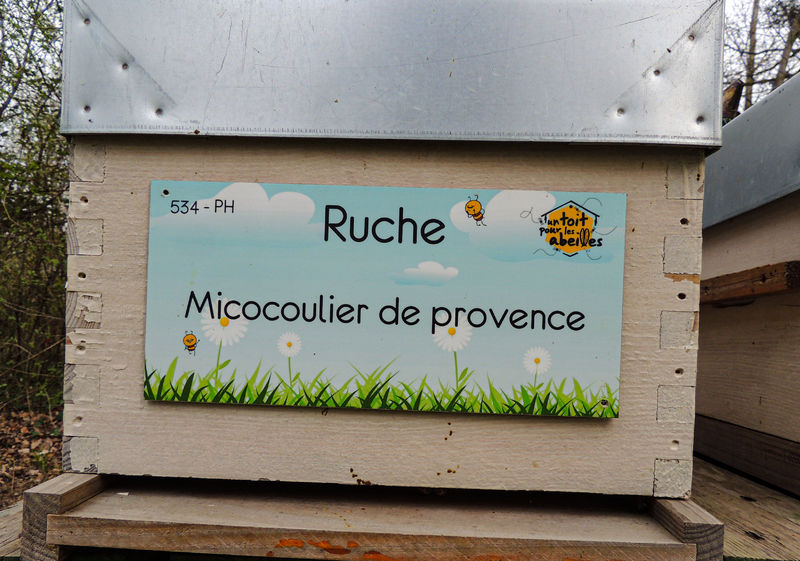 534 - PH
Ruche
un toit
pour les
abeilles
Micocoulier de provence